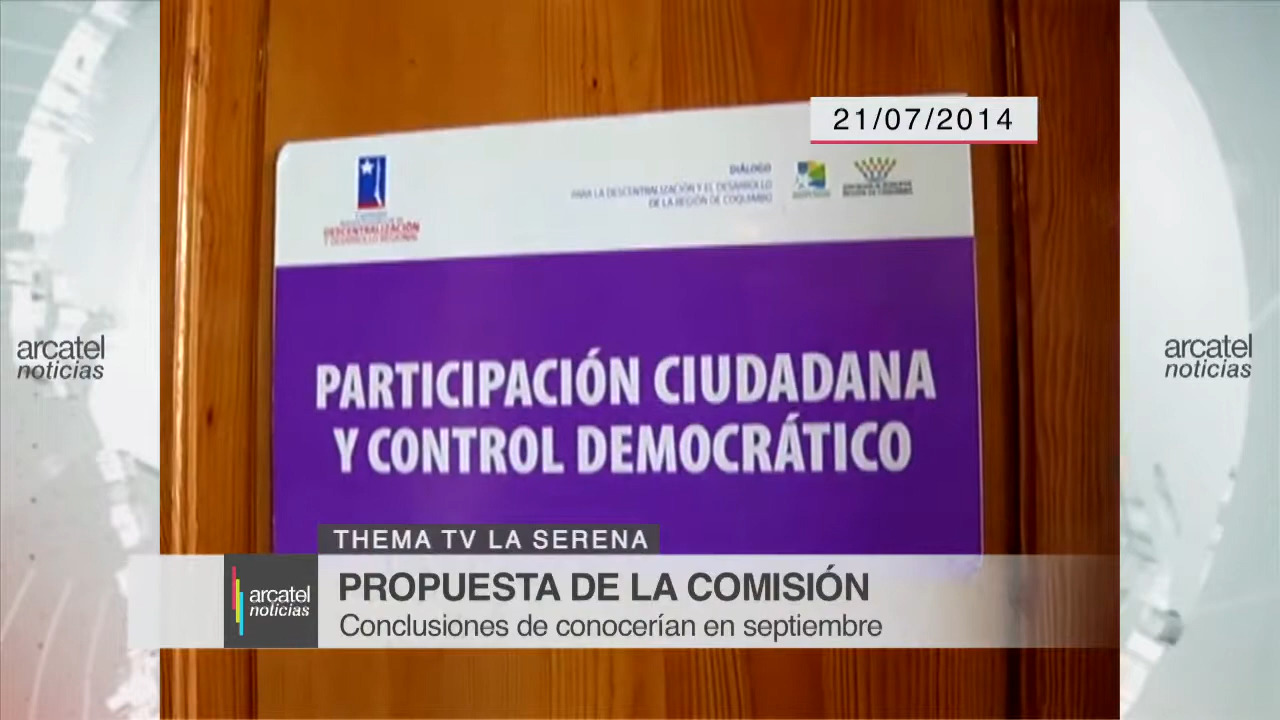 21/07/2014
DESCENTRALIZACIÓN
Y DESARROLLO REGIONAL
DIÁLOGO
PARA LA DESCENTRALIZACIÓN Y EL DESARROLLO
DE LA REGIÓN DE COQUIMBO
PARTICIPACIÓN CIUDADANA
Y CONTROL DEMOCRÁTICO
arcatel
noticias
arcatel
noticias
THEMA TV LA SERENA
arcatel
noticias
PROPUESTA DE LA COMISIÓN
Conclusiones de conocerían en septiembre